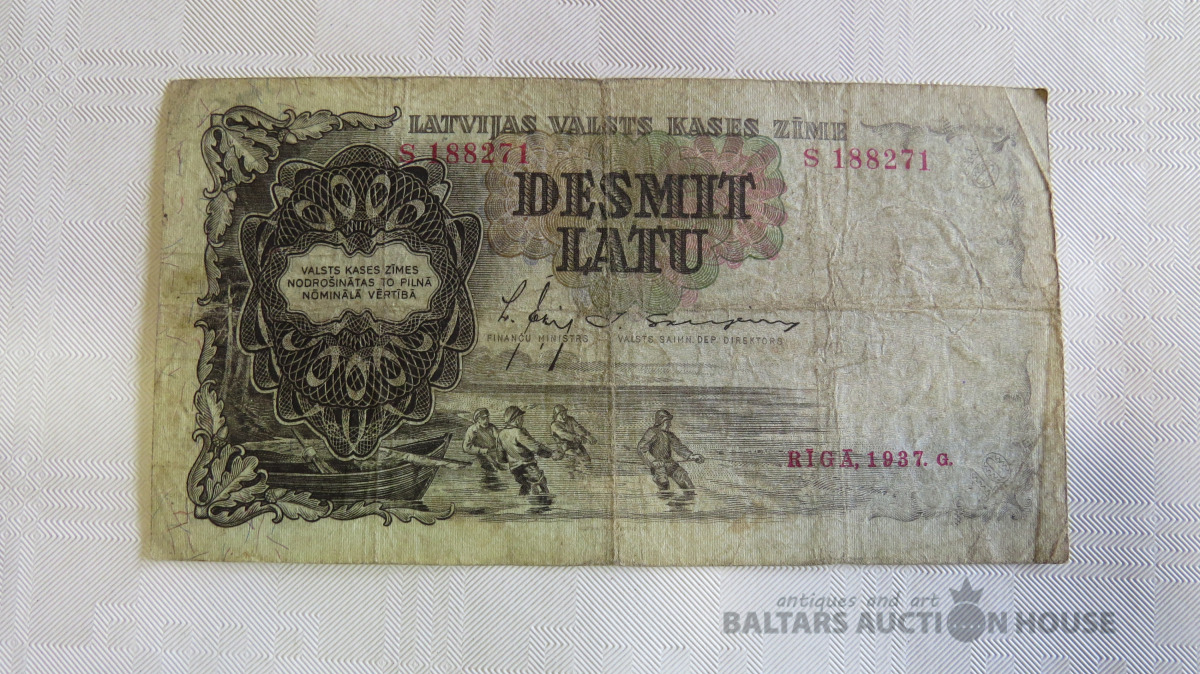 LATVIJAS VALSTS KASES ZĪME
S 188271
S 188271
DESMIT
LATU
VALSTS KASES ZĪMES
NODROŠINĀTAS TO PILNĀ
NŌMINĀLĀ VĒRTĪBĀ
FINANČU MINISTRS
VALSTS SAIMN. DEP. DIREKTORS
RĪGĀ, 1937. G.
antiques and art
BALTARS AUCTION HOUSE